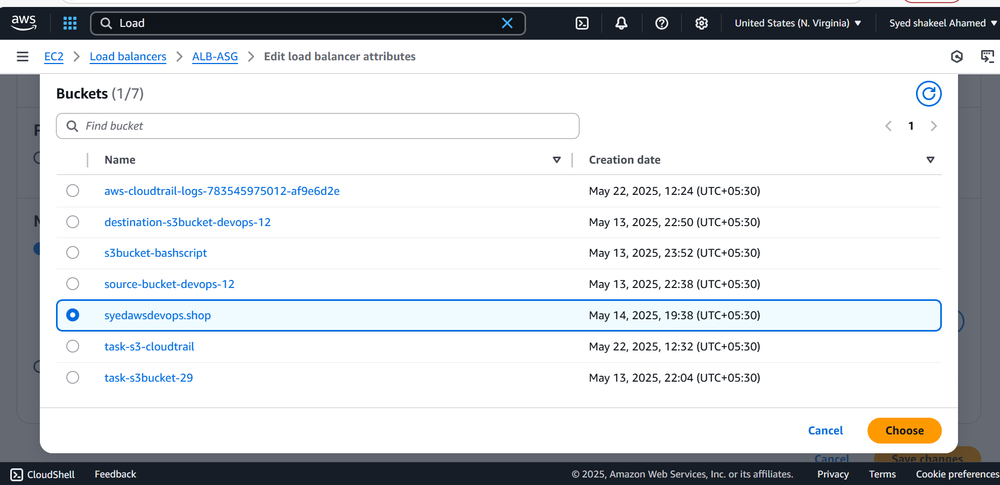 aws
Load
United States (N. Virginia)
Syed shakeel Ahamed
EC2
Load balancers
ALB-ASG
Edit load balancer attributes
Buckets (1/7)
Find bucket
1
Name
Creation date
aws-cloudtrail-logs-783545975012-af9e6d2e May 22, 2025, 12:24 (UTC+05:30)
destination-s3bucket-devops-12 May 13, 2025, 22:50 (UTC+05:30)
s3bucket-bashscript May 13, 2025, 23:52 (UTC+05:30)
source-bucket-devops-12 May 13, 2025, 22:38 (UTC+05:30)
syedawsdevops.shop May 14, 2025, 19:38 (UTC+05:30)
task-s3-cloudtrail May 22, 2025, 12:32 (UTC+05:30)
task-s3bucket-29 May 13, 2025, 22:04 (UTC+05:30)
Cancel
Choose
Cancel
Save changes
CloudShell
Feedback
© 2025, Amazon Web Services, Inc. or its affiliates.
Privacy
Terms
Cookie preferences